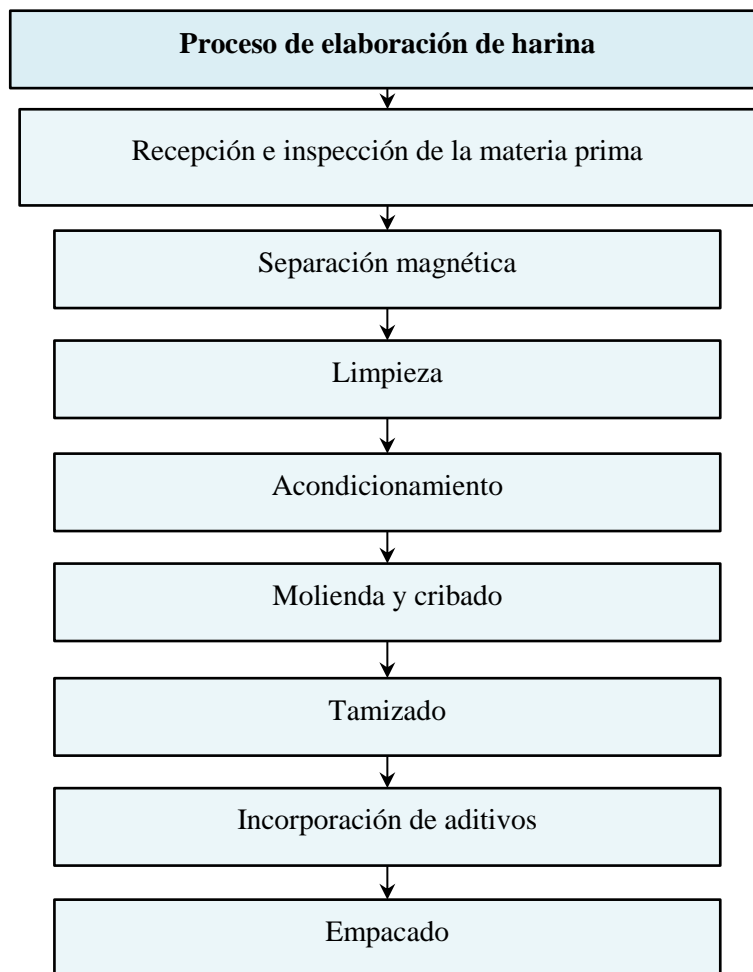 Proceso de elaboración de harina
Recepción e inspección de la materia prima
Separación magnética
Limpieza
Acondicionamiento
Molienda y cribado
Tamizado
Incorporación de aditivos
Empacado